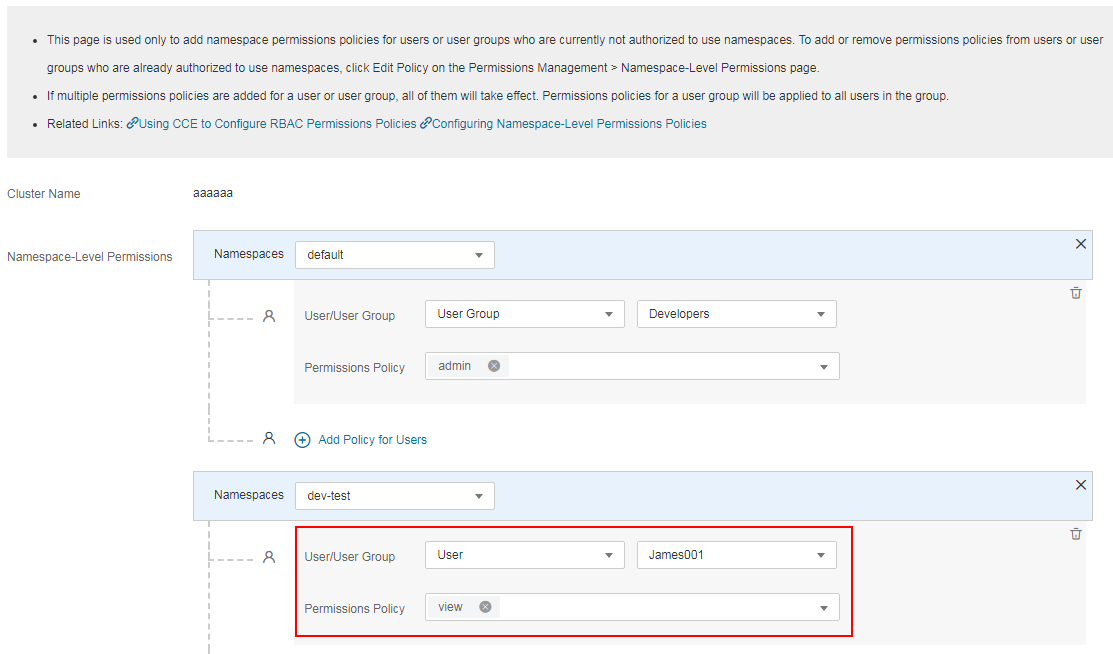 This page is used only to add namespace permissions policies for users or user groups who are currently not authorized to use namespaces. To add or remove permissions policies from users or user
groups who are already authorized to use namespaces, click Edit Policy on the Permissions Management > Namespace-Level Permissions page.
If multiple permissions policies are added for a user or user group, all of them will take effect. Permissions policies for a user group will be applied to all users in the group.
Related Links: Using CCE to Configure RBAC Permissions Policies Configuring Namespace-Level Permissions Policies
Cluster Name aaaaaa
Namespace-Level Permissions Namespaces default
User/User Group User Group Developers
Permissions Policy admin
Add Policy for Users
Namespaces dev-test
User/User Group User James001
Permissions Policy view